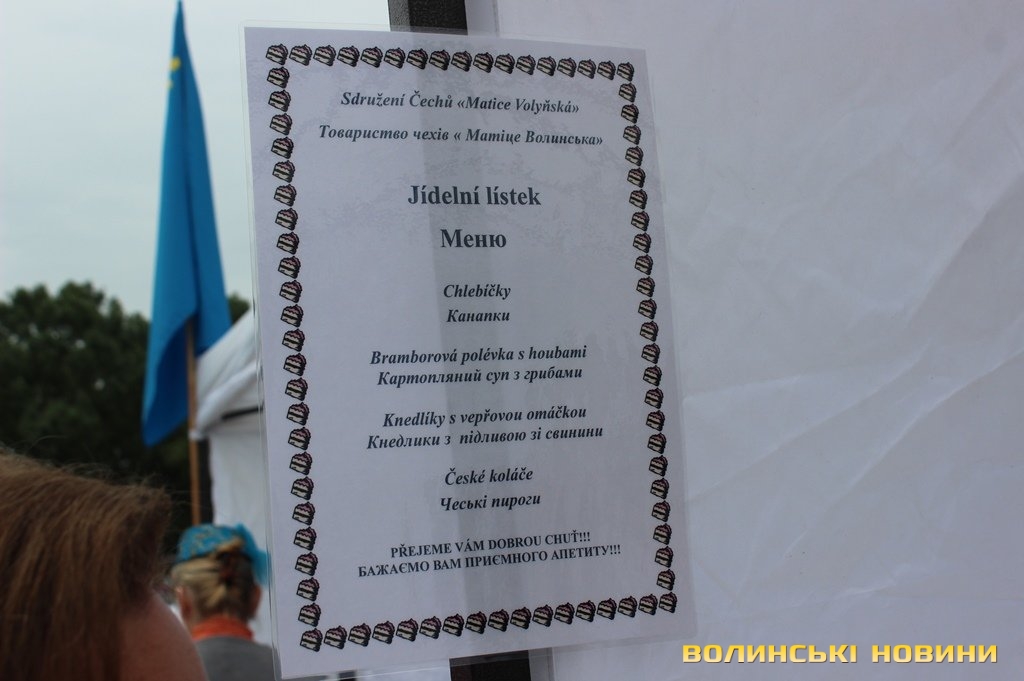 Sdružení Čechů «Matice Volyňská»
Товариство чехів « Матіце Волинська»
Jídelní lístek
Меню
Chlebíčky
Канапки
Bramborová polévka s houbami
Картопляний суп з грибами
Knedlíky s vepřovou omáčkou
Кнедлики з підливою зі свинини
České koláče
Чеські пироги
PŘEJEME VÁM DOBROU CHUŤ!!!
БАЖАЄМО ВАМ ПРИЄМНОГО АПЕТИТУ!!!
ВОЛИНСЬКІ НОВИНИ